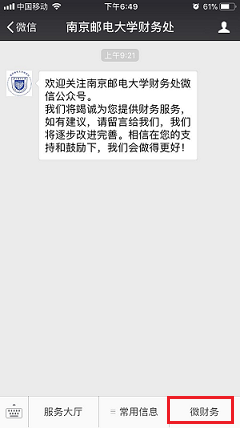 中国移动 下午6:49 61%
微信 南京邮电大学财务处
上午9:21
欢迎关注南京邮电大学财务处微
信公众号。
我们将竭诚为您提供财务服务，
如有建议，请留言给我们，我们
将逐步改进完善。相信在您的支
持和鼓励下，我们会做得更好！
服务大厅 常用信息 微财务